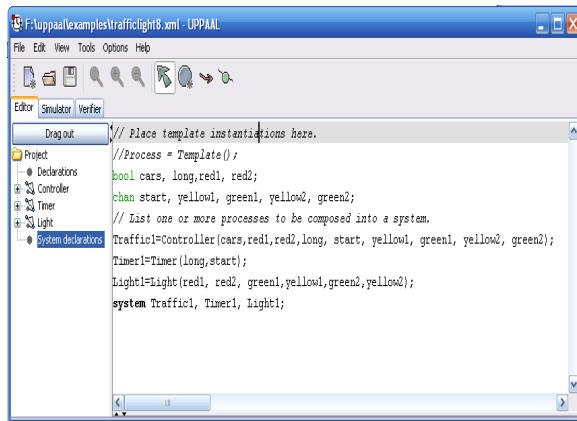 F:\uppaal\examples\trafficlight8.xml - UPPAAL
File Edit View Tools Options Help
Editor Simulator Verifier
Drag out
Project
Declarations
Controller
Timer
Light
System declarations
// Place template instantiations here.
//Process = Template();
bool cars, long,red1, red2;
chan start, yellow1, green1, yellow2, green2;
// List one or more processes to be composed into a system.
Traffic1=Controller(cars,red1,red2,long, start, yellow1, green1, yellow2, green2);
Timer1=Timer(long,start);
Light1=Light(red1, red2, green1,yellow1,green2,yellow2);
system Traffic1, Timer1, Light1;